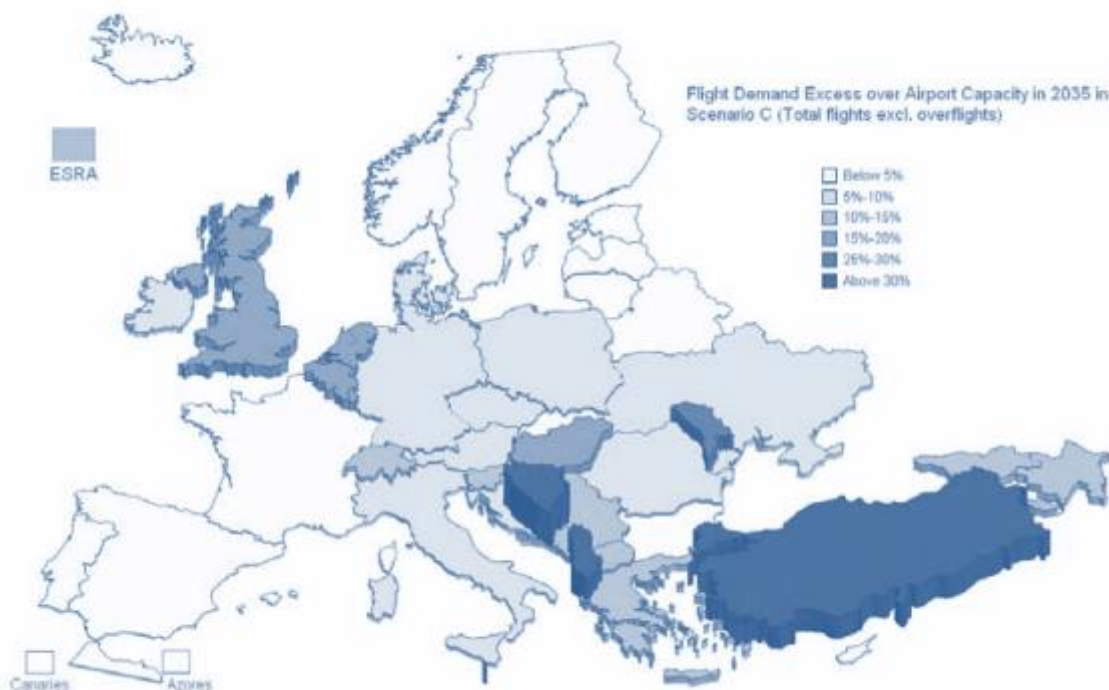 Flight Demand Excess over Airport Capacity in 2035 in
Scenario C (Total flights excl. overflights)
ESRA
Below 5%
5%-10%
10%-15%
15%-20%
26%-30%
Above 30%
Canaries
Azores